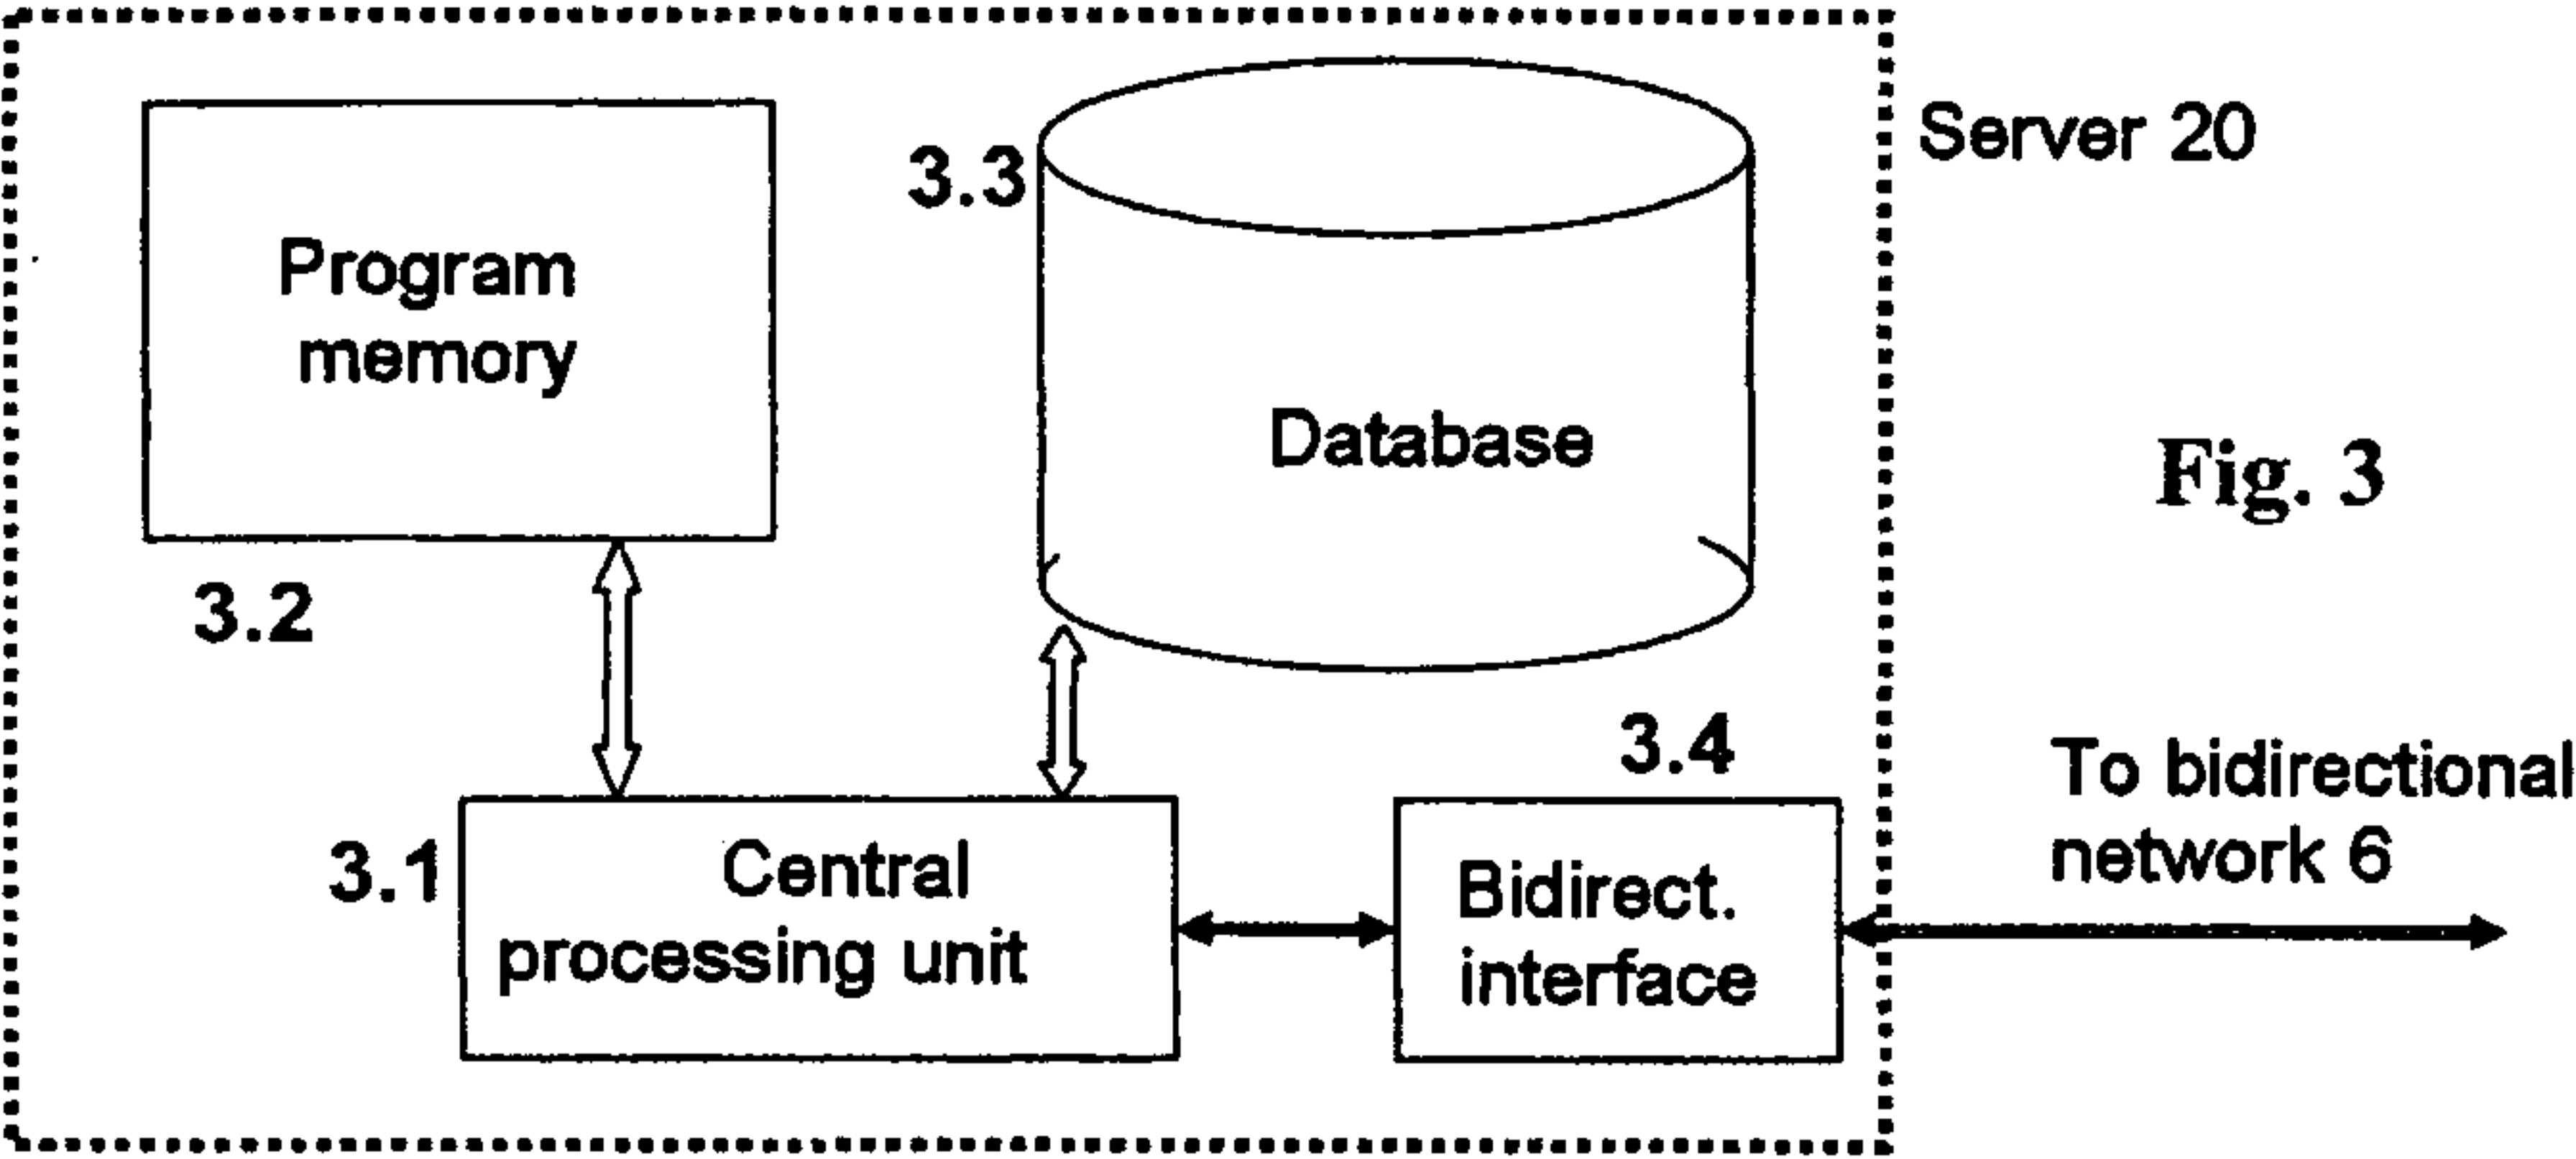 Server 20
3.3
Program
memory
Database
Fig. 3
3.2
3.4
To bidirectional
network 6
3.1
Central
processing unit
Bidirect.
interface